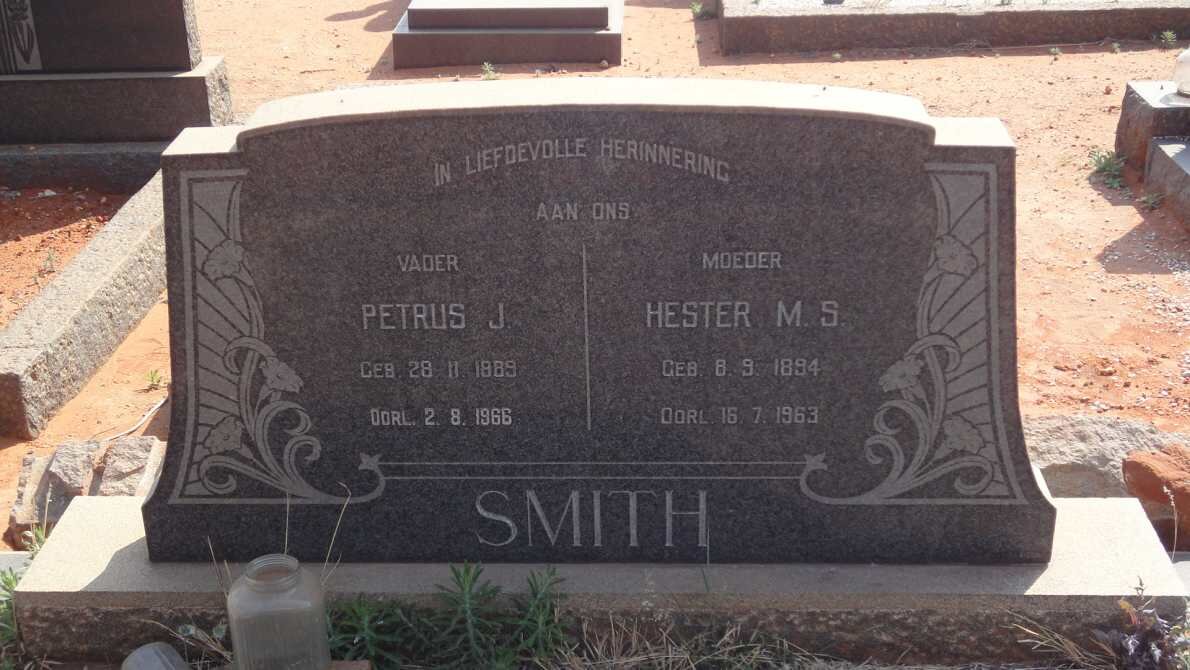 IN LIEFDEVOLLE HERINNERING
AAN ONS
VADER
PETRUS J.
GEB. 28. 11. 1889
OORL. 2. 8. 1966
MOEDER
HESTER M. S.
GEB. 8. 9. 1894
OORL. 15. 7. 1963
SMITH